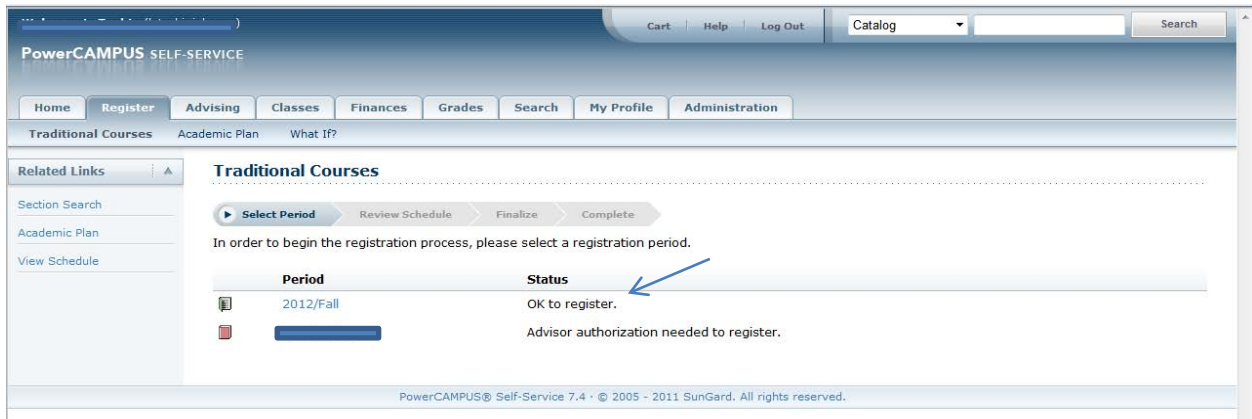 )
Cart Help Log Out Catalog Search
PowerCAMPUS SELF-SERVICE
Home Register Advising Classes Finances Grades Search My Profile Administration
Traditional Courses Academic Plan What If?
Related Links
Section Search
Academic Plan
View Schedule
Traditional Courses
Select Period Review Schedule Finalize Complete
In order to begin the registration process, please select a registration period.
Period Status
2012/Fall OK to register.
Advisor authorization needed to register.
PowerCAMPUS® Self-Service 7.4 · © 2005 - 2011 SunGard. All rights reserved.